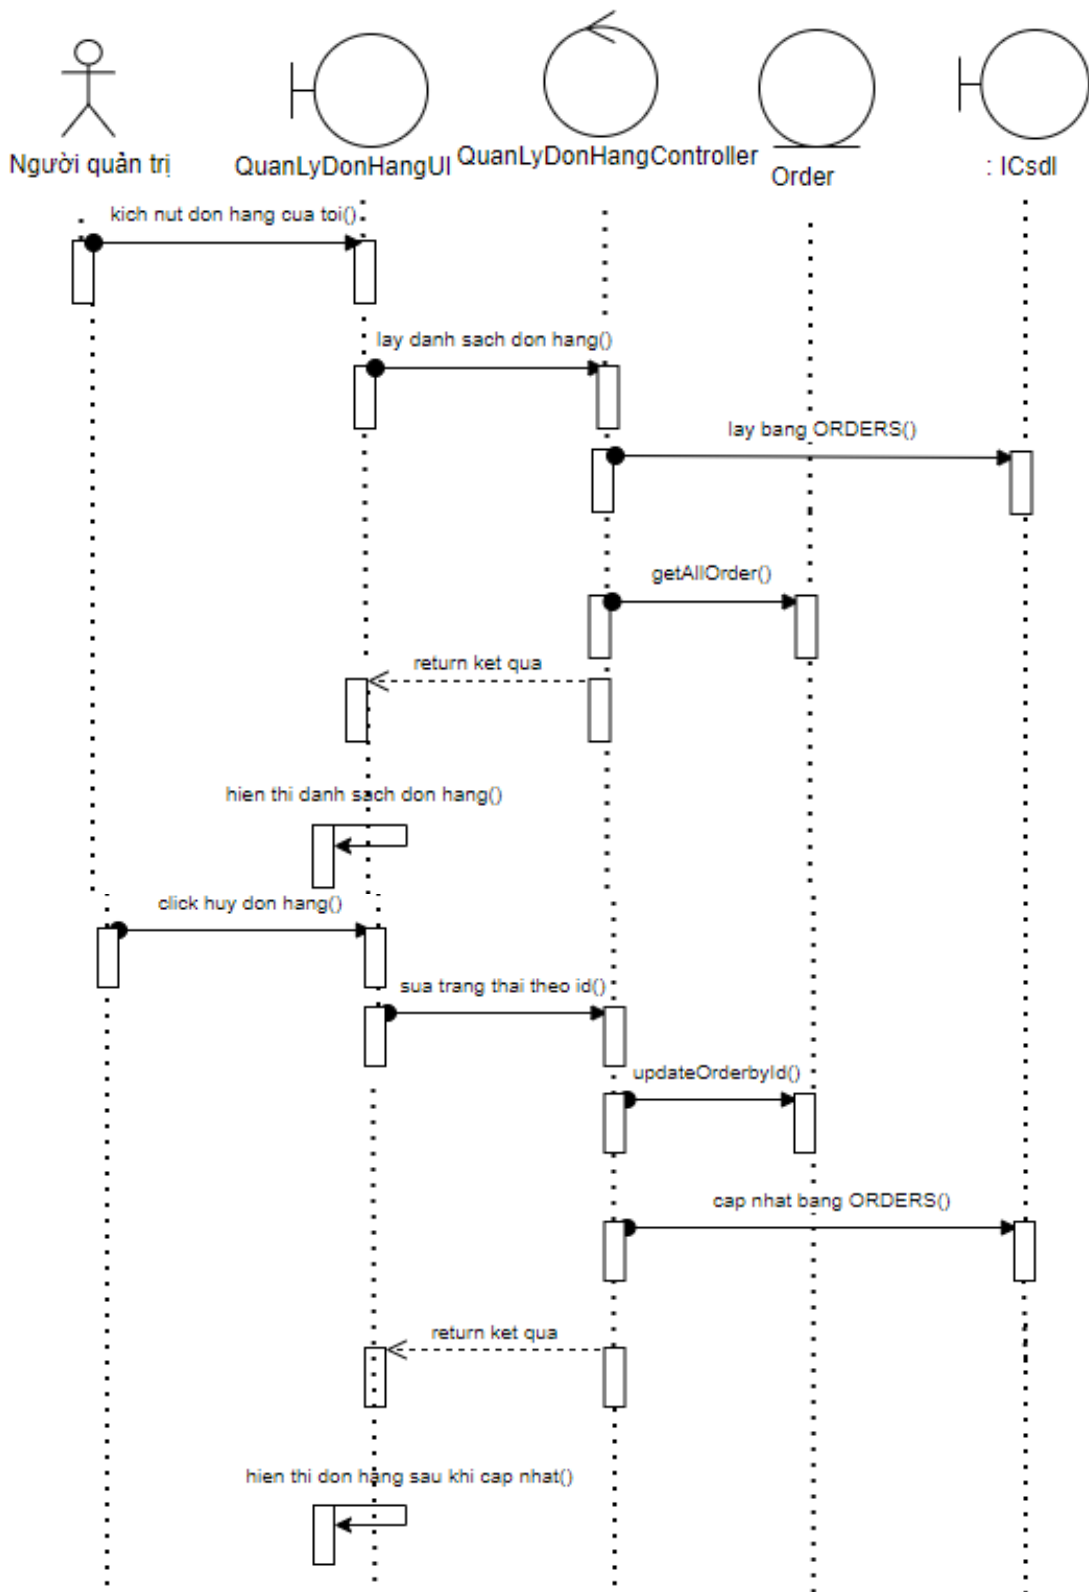 Người quản trị
QuanLyDonHangUI
QuanLyDonHangController
Order
: ICsdl
kich nut don hang cua toi()
lay danh sach don hang()
lay bang ORDERS()
getAllOrder()
return ket qua
hien thi danh sach don hang()
click huy don hang()
sua trang thai theo id()
updateOrderbyId()
cap nhat bang ORDERS()
return ket qua
hien thi don hang sau khi cap nhat()